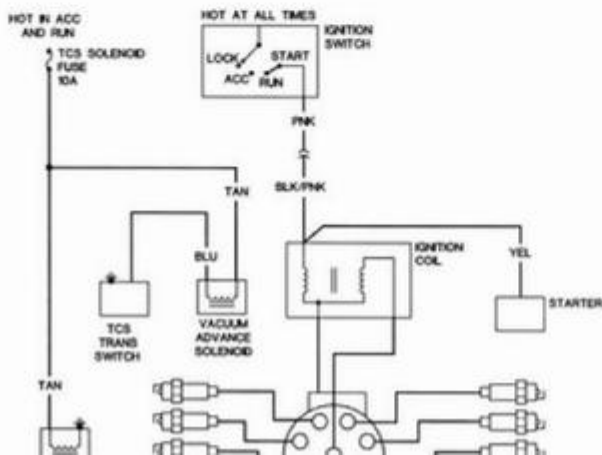 HOT IN ACC
AND RUN
TCS SOLENOID
FUSE
10A
HOT AT ALL TIMES
IGNITION
SWITCH
LOCK
START
ACC
RUN
PNK
BLK/PNK
TAN
BLU
IGNITION
COIL
YEL
STARTER
TCS
TRANS
SWITCH
VACUUM
ADVANCE
SOLENOID
TAN